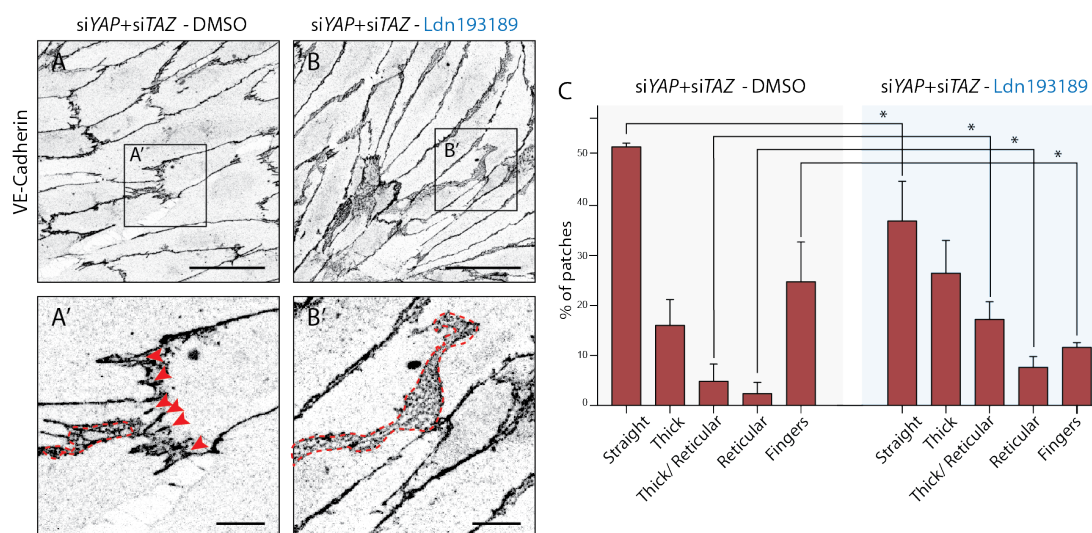 siYAP+siTAZ - DMSO
siYAP+siTAZ - Ldn193189
VE-Cadherin
A
A'
B
B'
A'
B'
C
siYAP+siTAZ - DMSO
siYAP+siTAZ - Ldn193189
*
*
*
*
% of patches
50
40
30
20
10
0
Straight
Thick
Thick/ Reticular
Reticular
Fingers
Straight
Thick
Thick/ Reticular
Reticular
Fingers